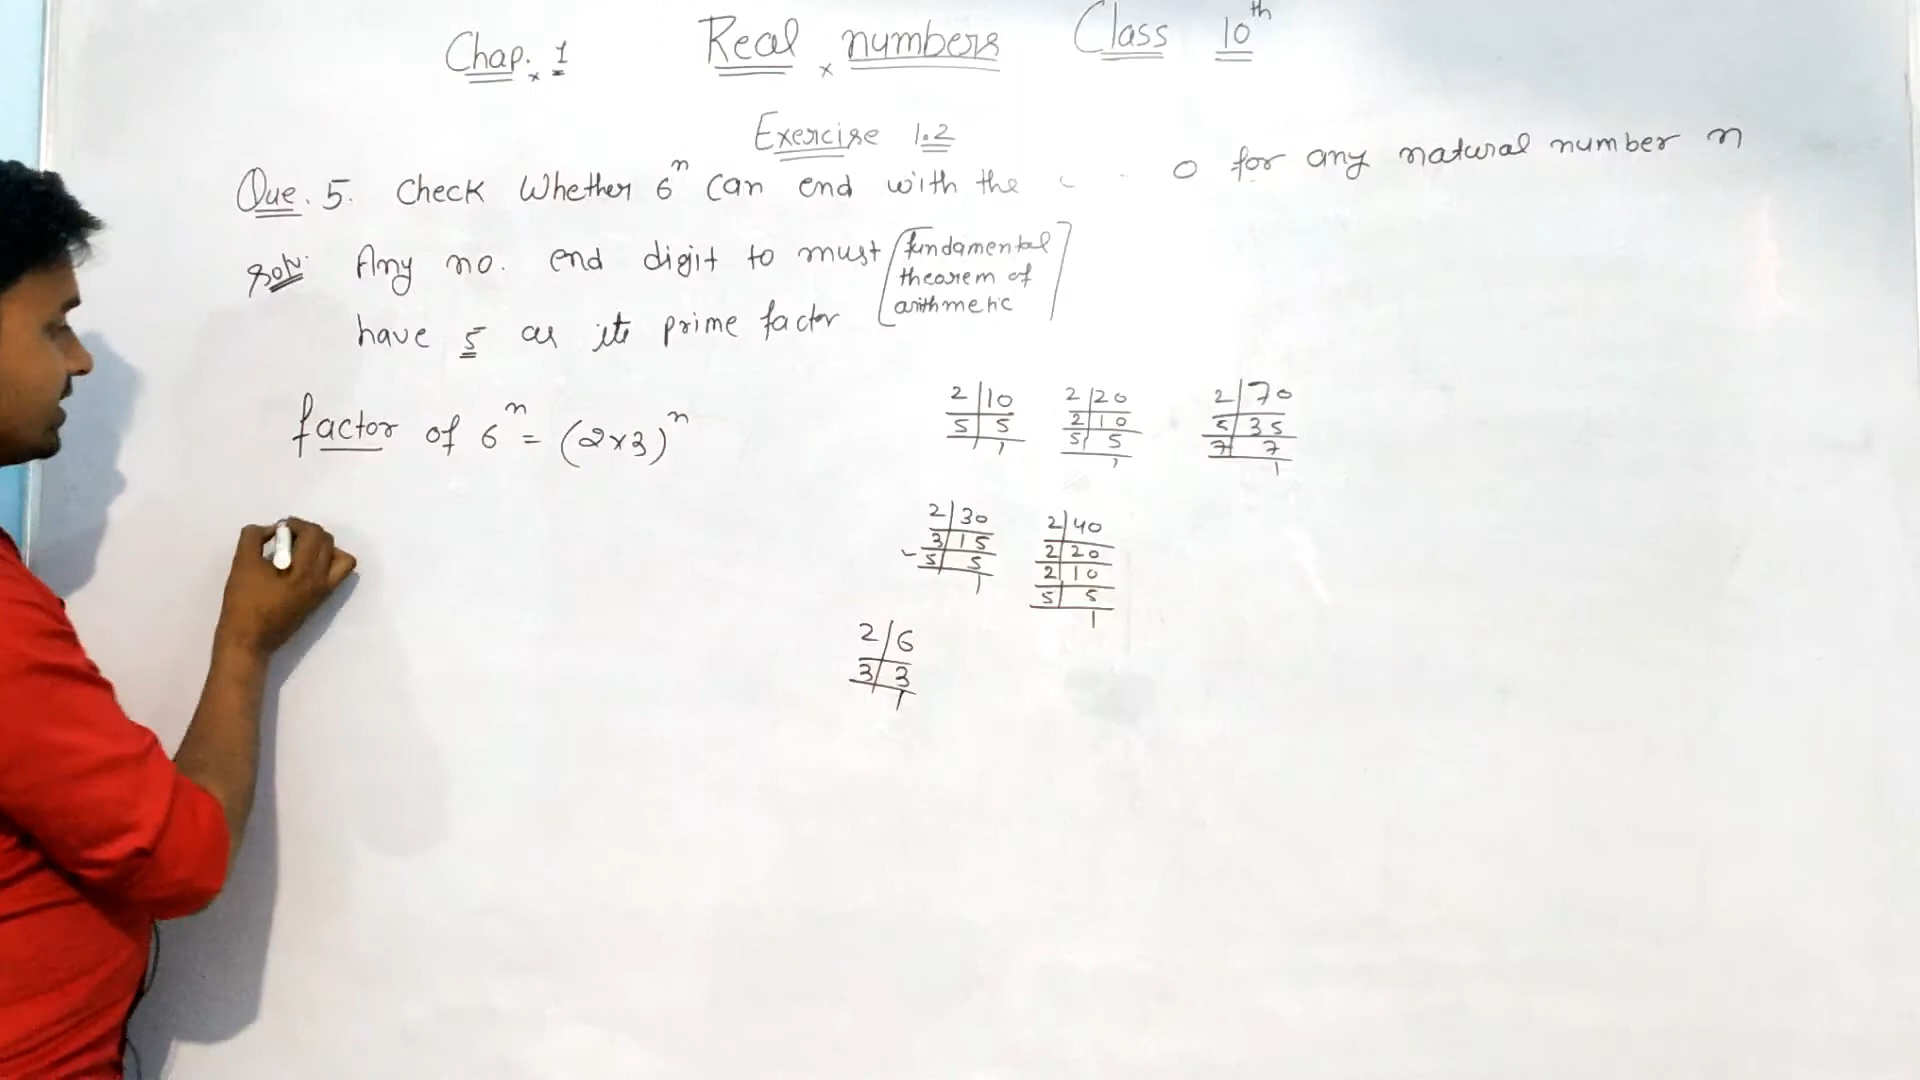 Chap. 1 Real numbers Class 10th
Exercise 1.2
Que. 5. Check Whether 6^n Can end with the 0 for any natural number n
Soln: Any no. end digit to must [fundamental
theorem of
arithmetic]
have 5 as its prime factor
factor of 6^n = (2×3)^n
2|10 2|20 2|70
5|5 2|10 5|35
1 5|5 7|7
1 1
2|30 2|40
3|15 2|20
5|5 2|10
1 5|5
1
2|6
3|3
1